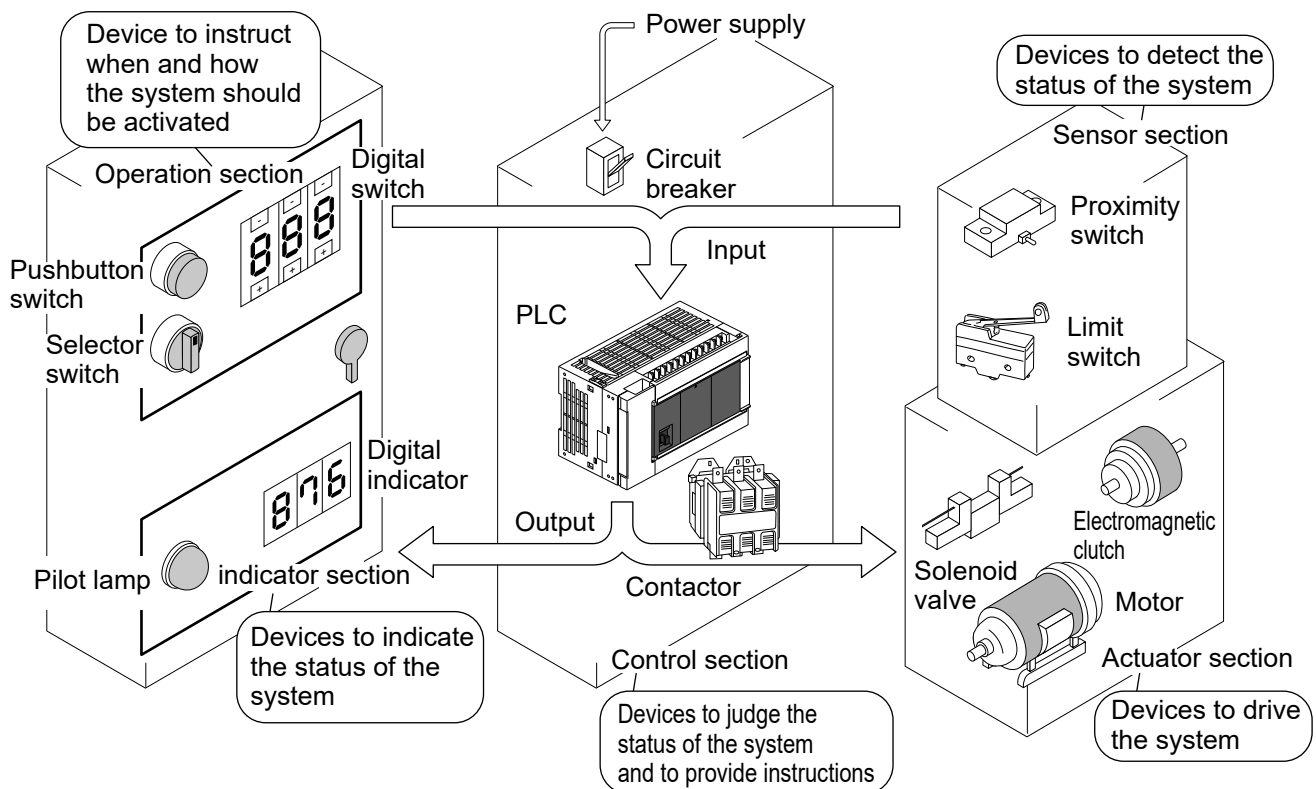 Device to instruct
when and how
the system should
be activated
Operation section
Digital
switch
- - -
888
+ + +
Pushbutton
switch
Selector
switch
Digital
indicator
876
Pilot lamp
indicator section
Devices to indicate
the status of the
system
Power supply
Circuit
breaker
Input
PLC
Output
Contactor
Control section
Devices to judge the
status of the system
and to provide instructions
Devices to detect the
status of the system
Sensor section
Proximity
switch
Limit
switch
Electromagnetic
clutch
Solenoid
valve
Motor
Actuator section
Devices to drive
the system